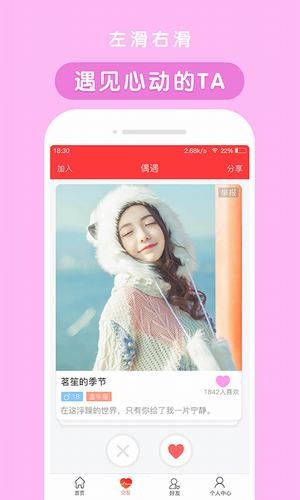 左滑右滑
遇见心动的TA
18:30 2.68k/s 22%
加入 偶遇 分享
举报
茗笙的季节
♂18 金牛座
1842人喜欢
在这浮躁的世界，只有你给了我一片宁静。
首页 交友 好友 个人中心